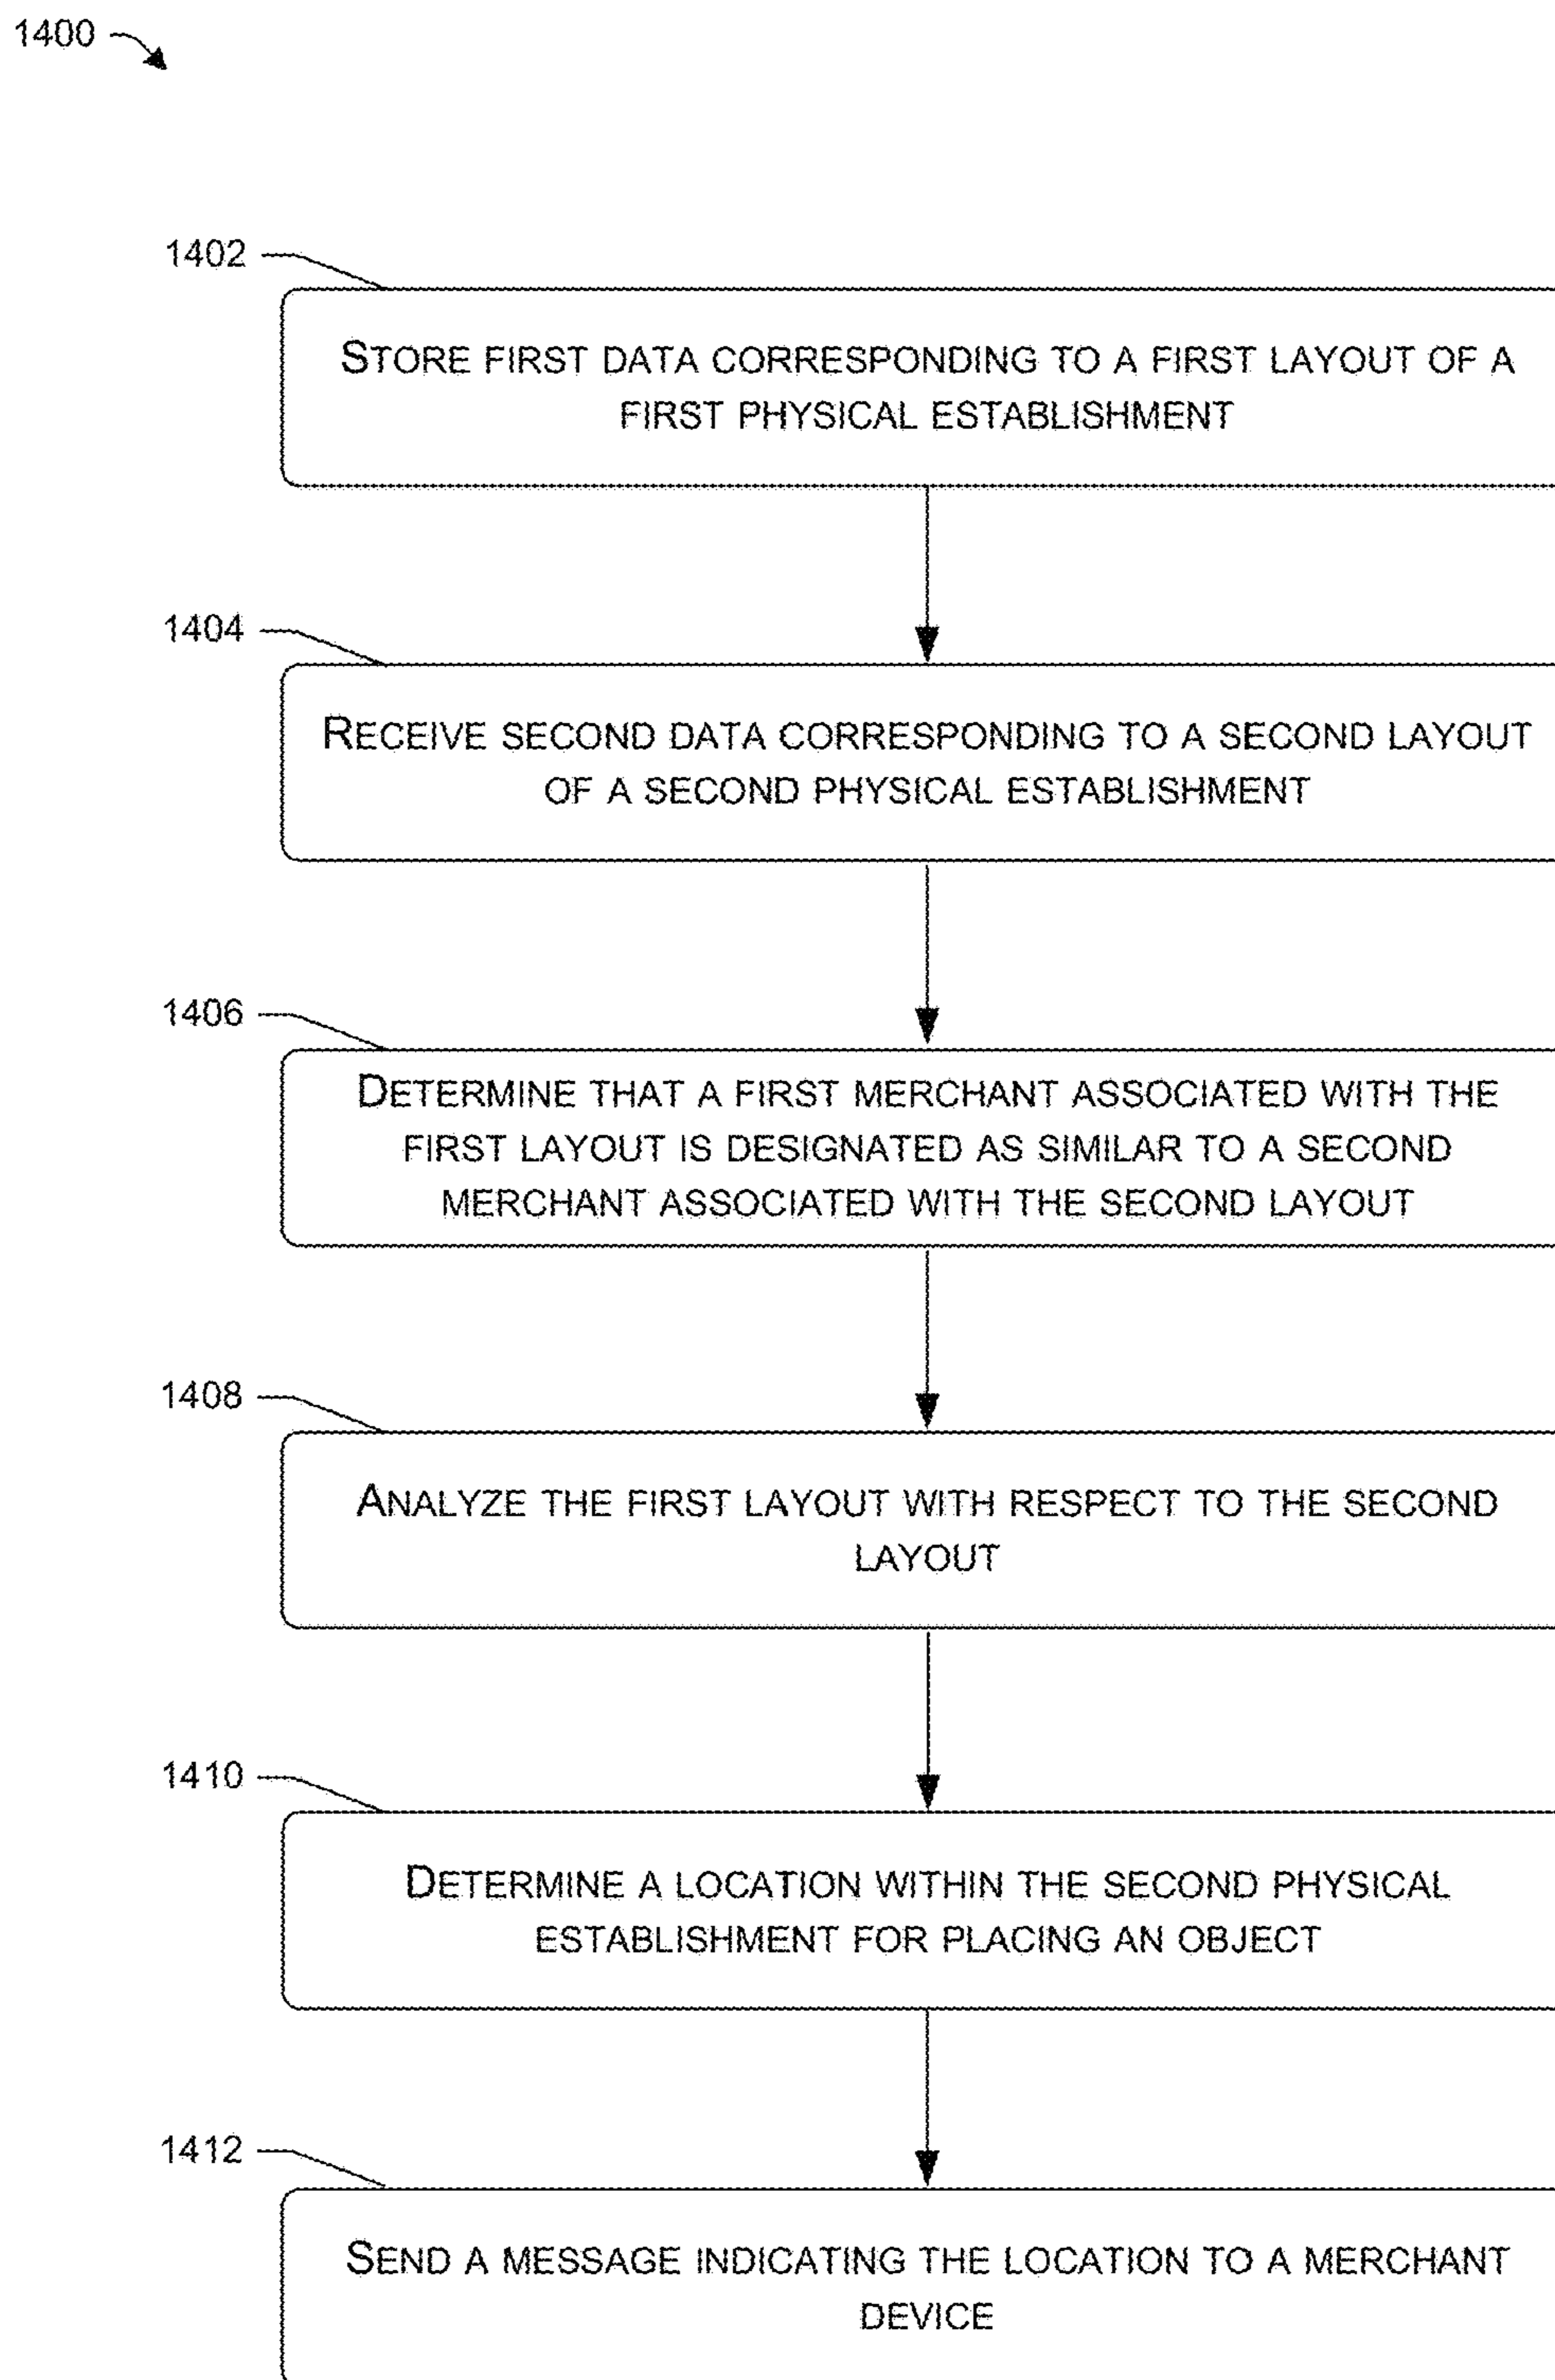 1400
1402
STORE FIRST DATA CORRESPONDING TO A FIRST LAYOUT OF A
FIRST PHYSICAL ESTABLISHMENT
1404
RECEIVE SECOND DATA CORRESPONDING TO A SECOND LAYOUT
OF A SECOND PHYSICAL ESTABLISHMENT
1406
DETERMINE THAT A FIRST MERCHANT ASSOCIATED WITH THE
FIRST LAYOUT IS DESIGNATED AS SIMILAR TO A SECOND
MERCHANT ASSOCIATED WITH THE SECOND LAYOUT
1408
ANALYZE THE FIRST LAYOUT WITH RESPECT TO THE SECOND
LAYOUT
1410
DETERMINE A LOCATION WITHIN THE SECOND PHYSICAL
ESTABLISHMENT FOR PLACING AN OBJECT
1412
SEND A MESSAGE INDICATING THE LOCATION TO A MERCHANT
DEVICE